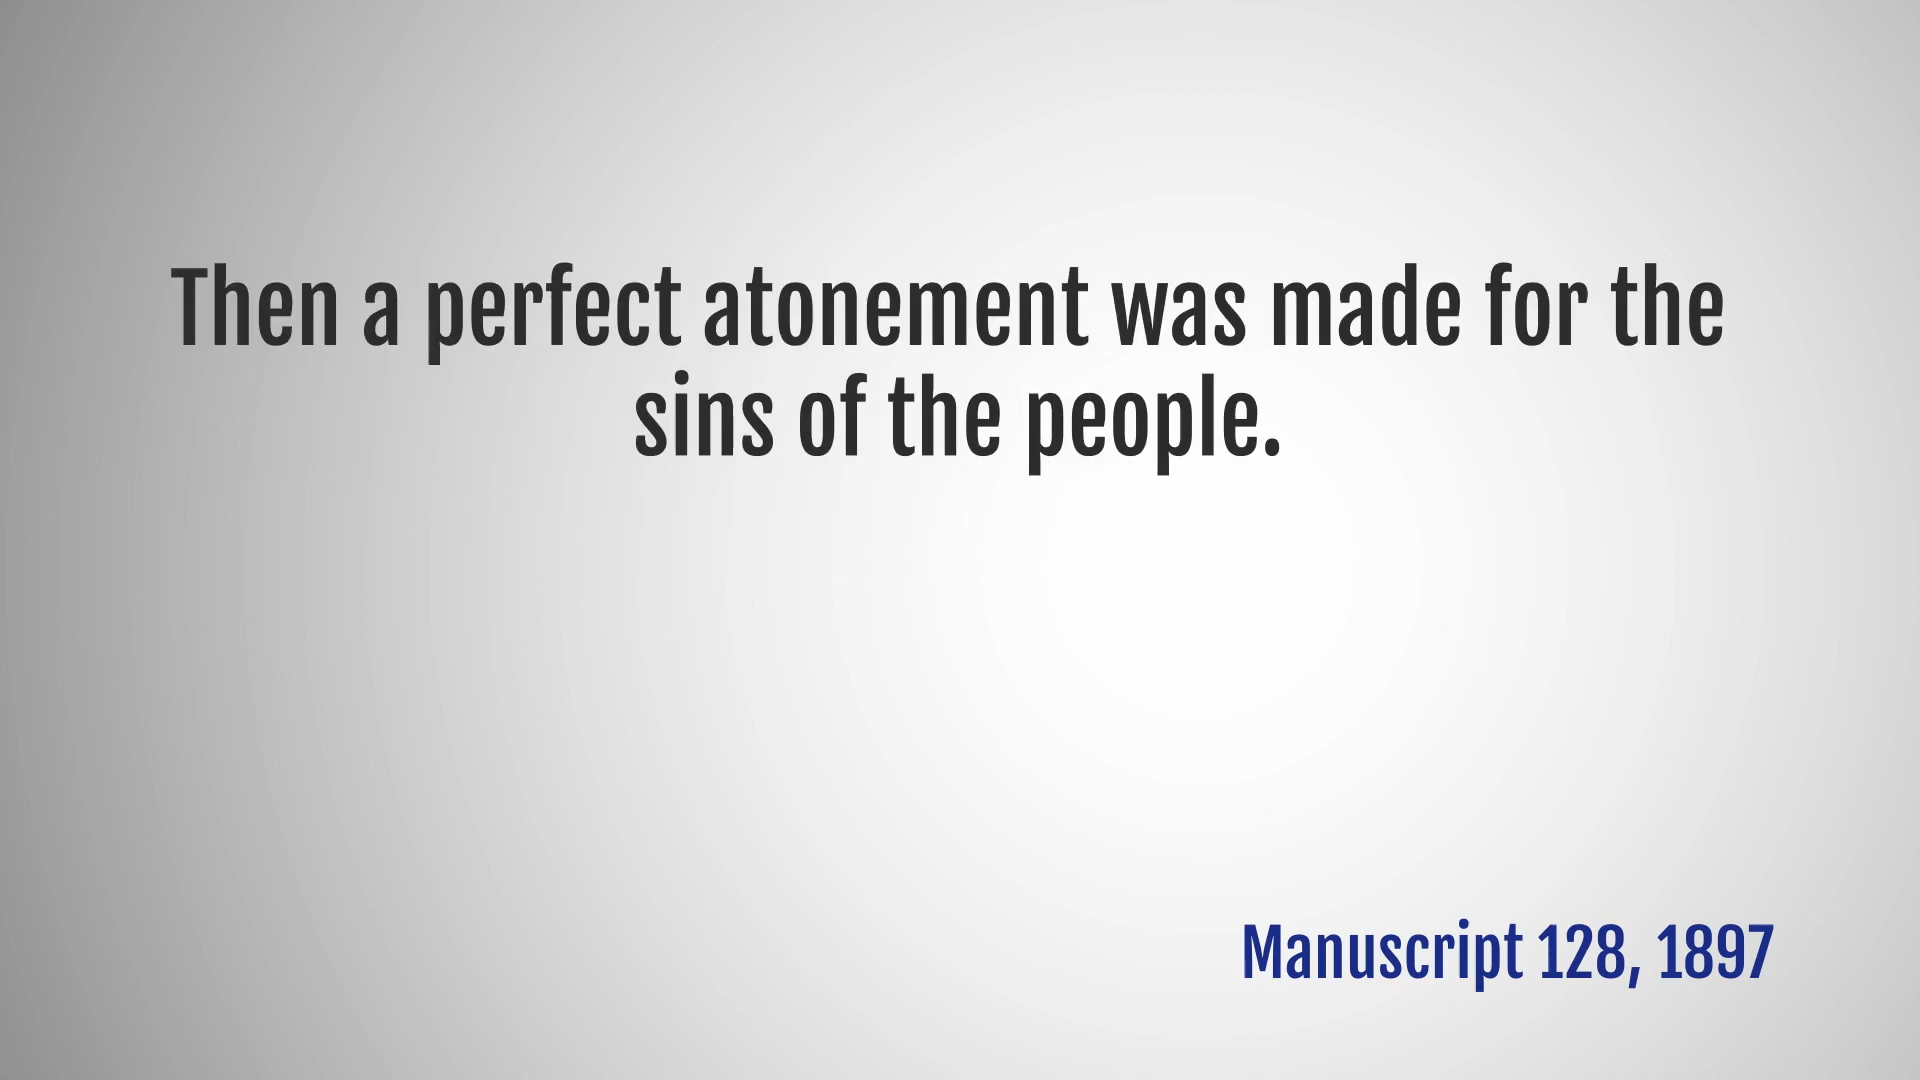 Then a perfect atonement was made for the
sins of the people.
Manuscript 128, 1897